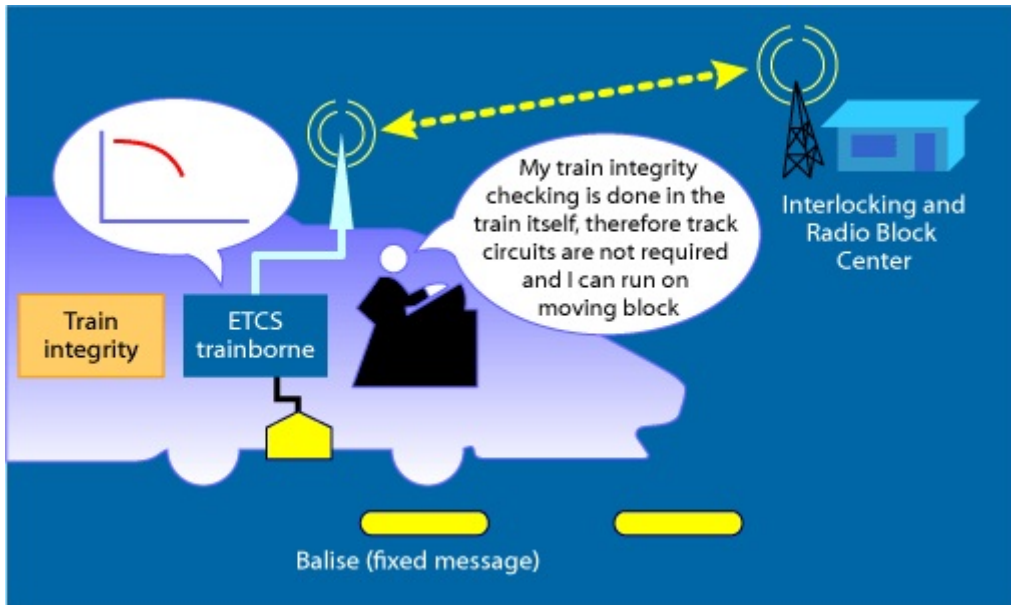 My train integrity
checking is done in the
train itself, therefore track
circuits are not required
and I can run on
moving block
Interlocking and
Radio Block
Center
Train
integrity
ETCS
trainborne
Balise (fixed message)